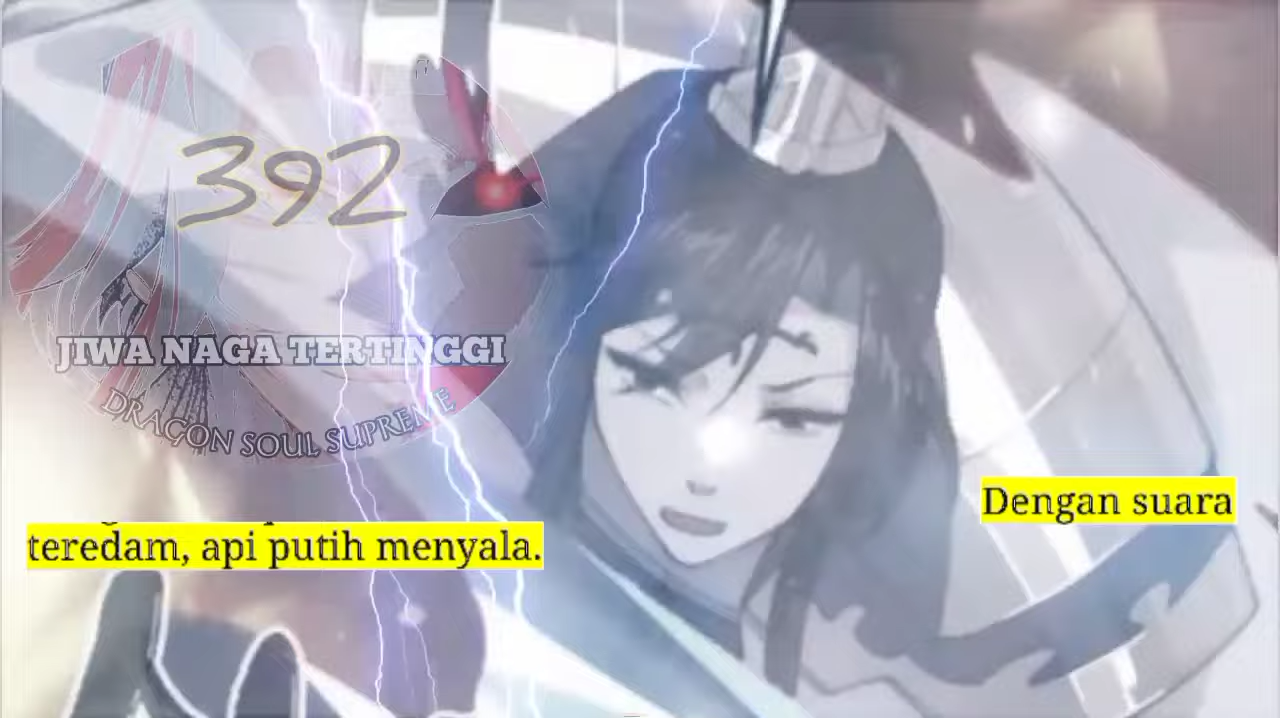 392
JIWA NAGA TERTINGGI
DRAGON SOUL SUPREME
Dengan suara
teredam, api putih menyala.